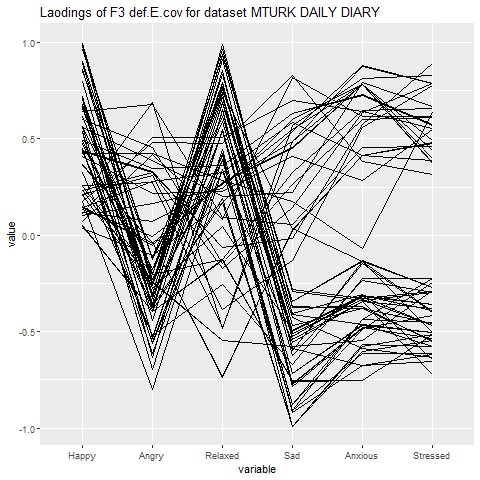 Laodings of F3 def.E.cov for dataset MTURK DAILY DIARY
1.0
0.5
0.0
-0.5
-1.0
value
Happy Angry Relaxed Sad Anxious Stressed
variable